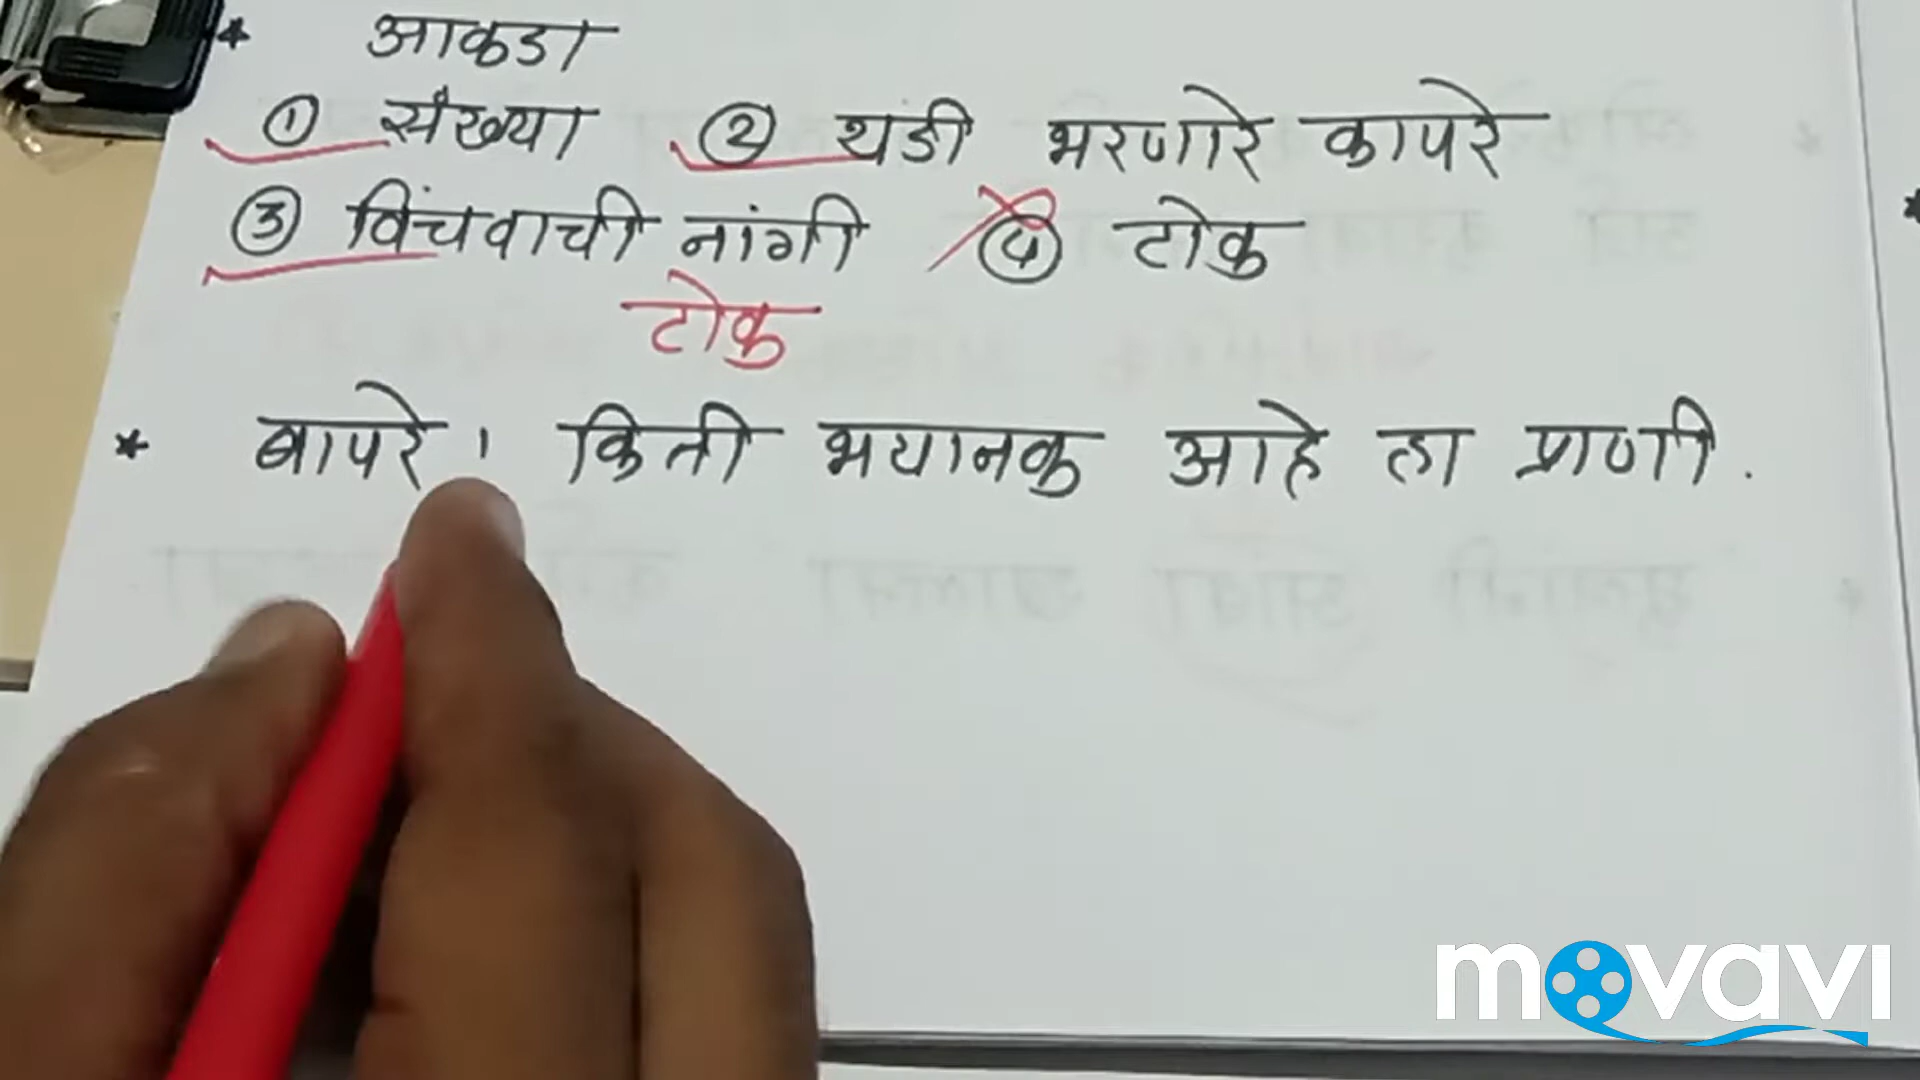 * आकडा
① संख्या ② थंडी भरणारे कापरे
③ विंचवाची नांगी ④ टोक
टोक
* बापरे ! किती भयानक आहे हा प्राणी .
movavi